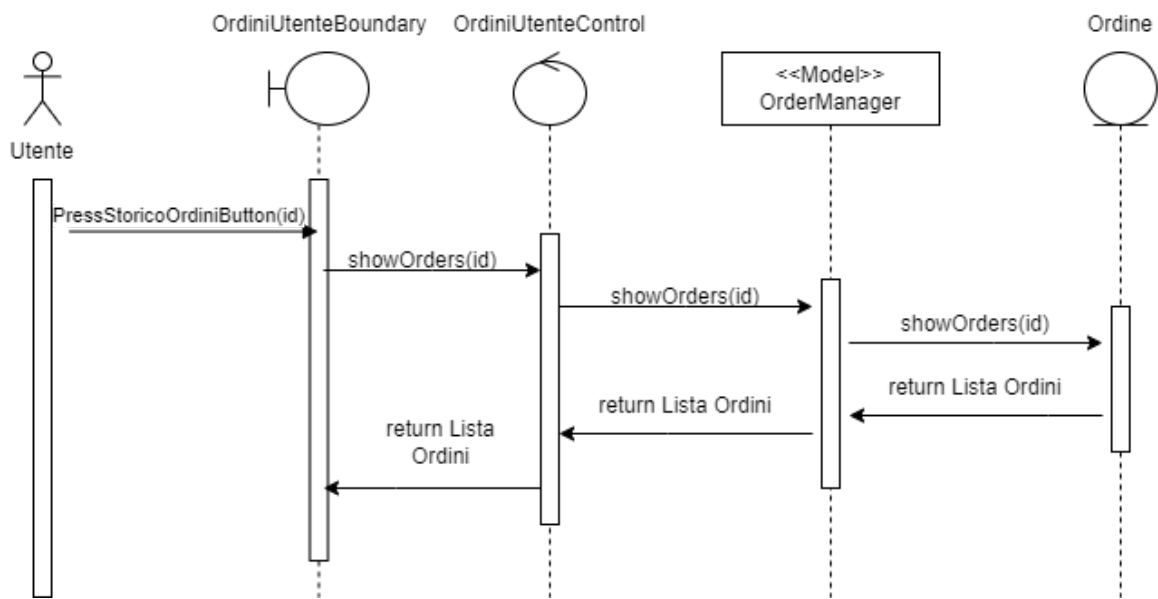 OrdiniUtenteBoundary
OrdiniUtenteControl
Ordine
<<Model>>
OrderManager
Utente
PressStoricoOrdiniButton(id)
showOrders(id)
showOrders(id)
showOrders(id)
return Lista Ordini
return Lista Ordini
return Lista
Ordini